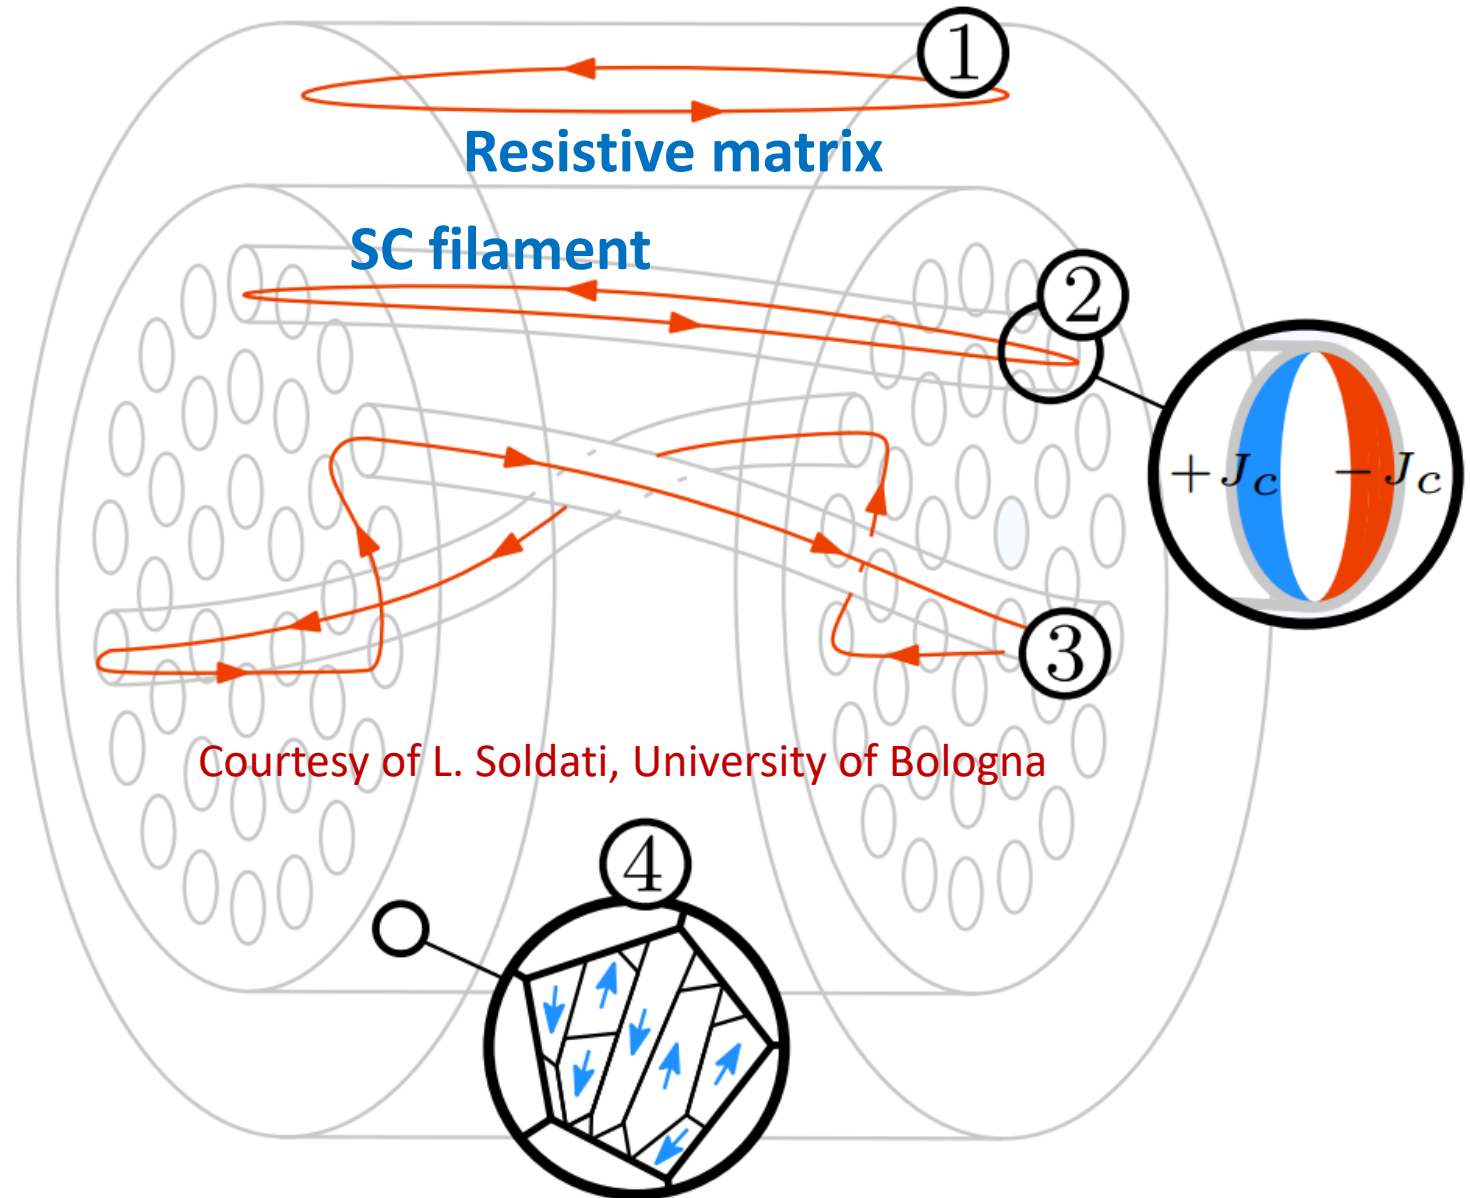 1
Resistive matrix
SC filament
2
+Jc −Jc
3
Courtesy of L. Soldati, University of Bologna
4